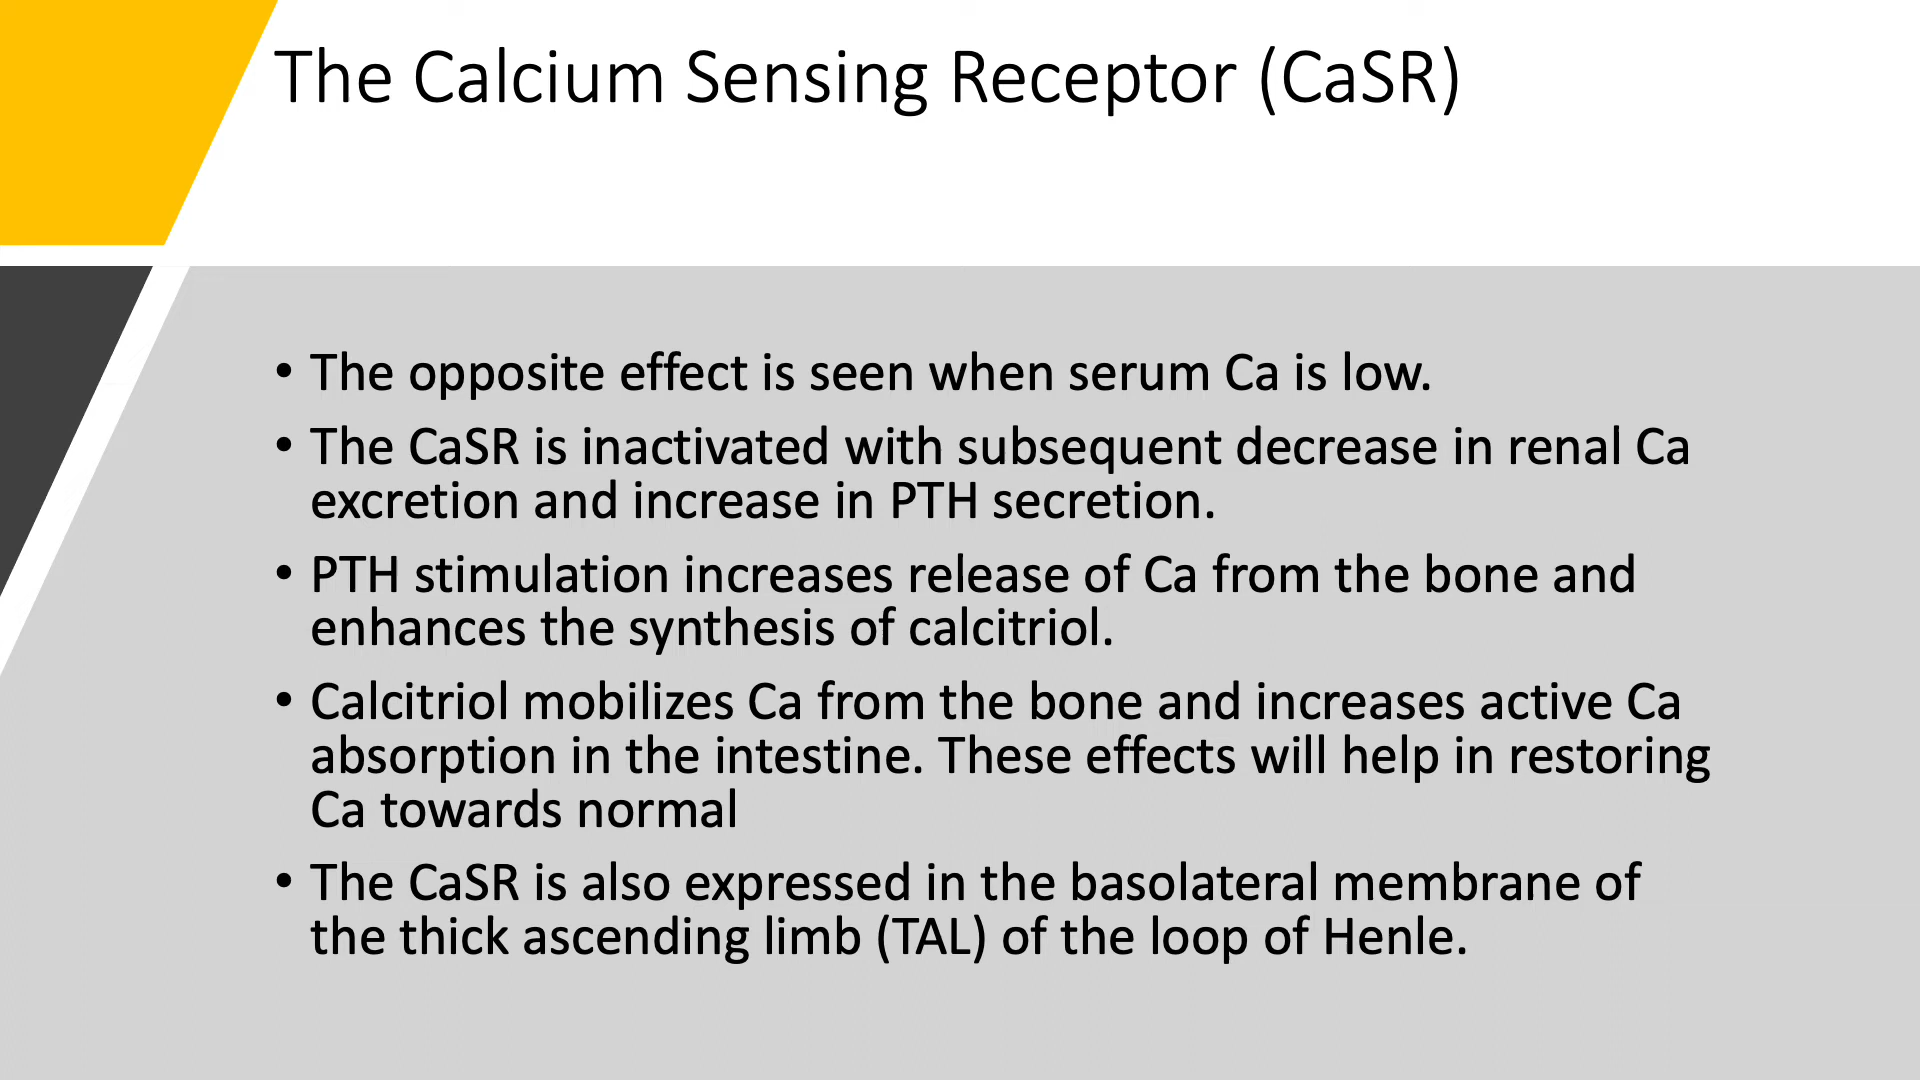 The Calcium Sensing Receptor (CaSR)
• The opposite effect is seen when serum Ca is low.
• The CaSR is inactivated with subsequent decrease in renal Ca
excretion and increase in PTH secretion.
• PTH stimulation increases release of Ca from the bone and
enhances the synthesis of calcitriol.
• Calcitriol mobilizes Ca from the bone and increases active Ca
absorption in the intestine. These effects will help in restoring
Ca towards normal
• The CaSR is also expressed in the basolateral membrane of
the thick ascending limb (TAL) of the loop of Henle.